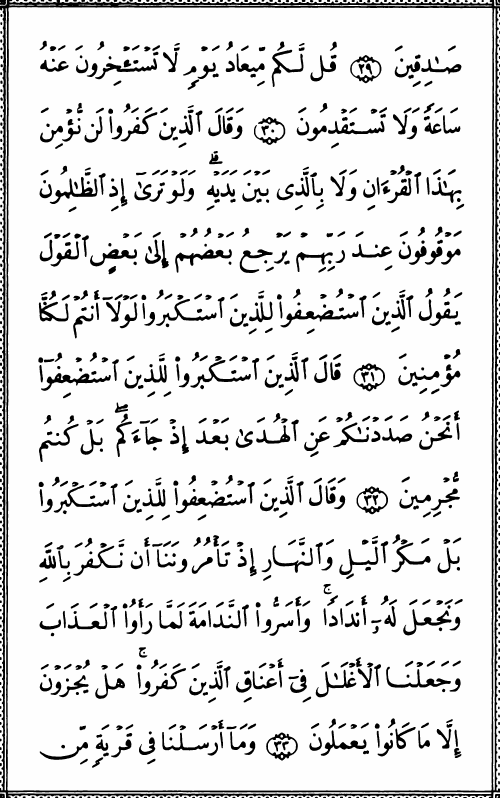 صَـٰدِقِينَ ٢٩ قُل لَّكُم مِّيعَادُ يَوْمٍ لَّا تَسْتَـْٔخِرُونَ عَنْهُ
سَاعَةً وَلَا تَسْتَقْدِمُونَ ٣٠ وَقَالَ ٱلَّذِينَ كَفَرُوا۟ لَن نُّؤْمِنَ
بِهَـٰذَا ٱلْقُرْءَانِ وَلَا بِٱلَّذِى بَيْنَ يَدَيْهِ ۗ وَلَوْ تَرَىٰٓ إِذِ ٱلظَّـٰلِمُونَ
مَوْقُوفُونَ عِندَ رَبِّهِمْ يَرْجِعُ بَعْضُهُمْ إِلَىٰ بَعْضٍ ٱلْقَوْلَ
يَقُولُ ٱلَّذِينَ ٱسْتُضْعِفُوا۟ لِلَّذِينَ ٱسْتَكْبَرُوا۟ لَوْلَآ أَنتُمْ لَكُنَّا
مُؤْمِنِينَ ٣١ قَالَ ٱلَّذِينَ ٱسْتَكْبَرُوا۟ لِلَّذِينَ ٱسْتُضْعِفُوٓا۟
أَنَحْنُ صَدَدْنَـٰكُمْ عَنِ ٱلْهُدَىٰ بَعْدَ إِذْ جَآءَكُم ۖ بَلْ كُنتُم
مُّجْرِمِينَ ٣٢ وَقَالَ ٱلَّذِينَ ٱسْتُضْعِفُوا۟ لِلَّذِينَ ٱسْتَكْبَرُوا۟
بَلْ مَكْرُ ٱلَّيْلِ وَٱلنَّهَارِ إِذْ تَأْمُرُونَنَآ أَن نَّكْفُرَ بِٱللَّهِ
وَنَجْعَلَ لَهُۥٓ أَندَادًا ۚ وَأَسَرُّوا۟ ٱلنَّدَامَةَ لَمَّا رَأَوُا۟ ٱلْعَذَابَ
وَجَعَلْنَا ٱلْأَغْلَـٰلَ فِىٓ أَعْنَاقِ ٱلَّذِينَ كَفَرُوا۟ ۚ هَلْ يُجْزَوْنَ
إِلَّا مَا كَانُوا۟ يَعْمَلُونَ ٣٣ وَمَآ أَرْسَلْنَا فِى قَرْيَةٍ مِّن